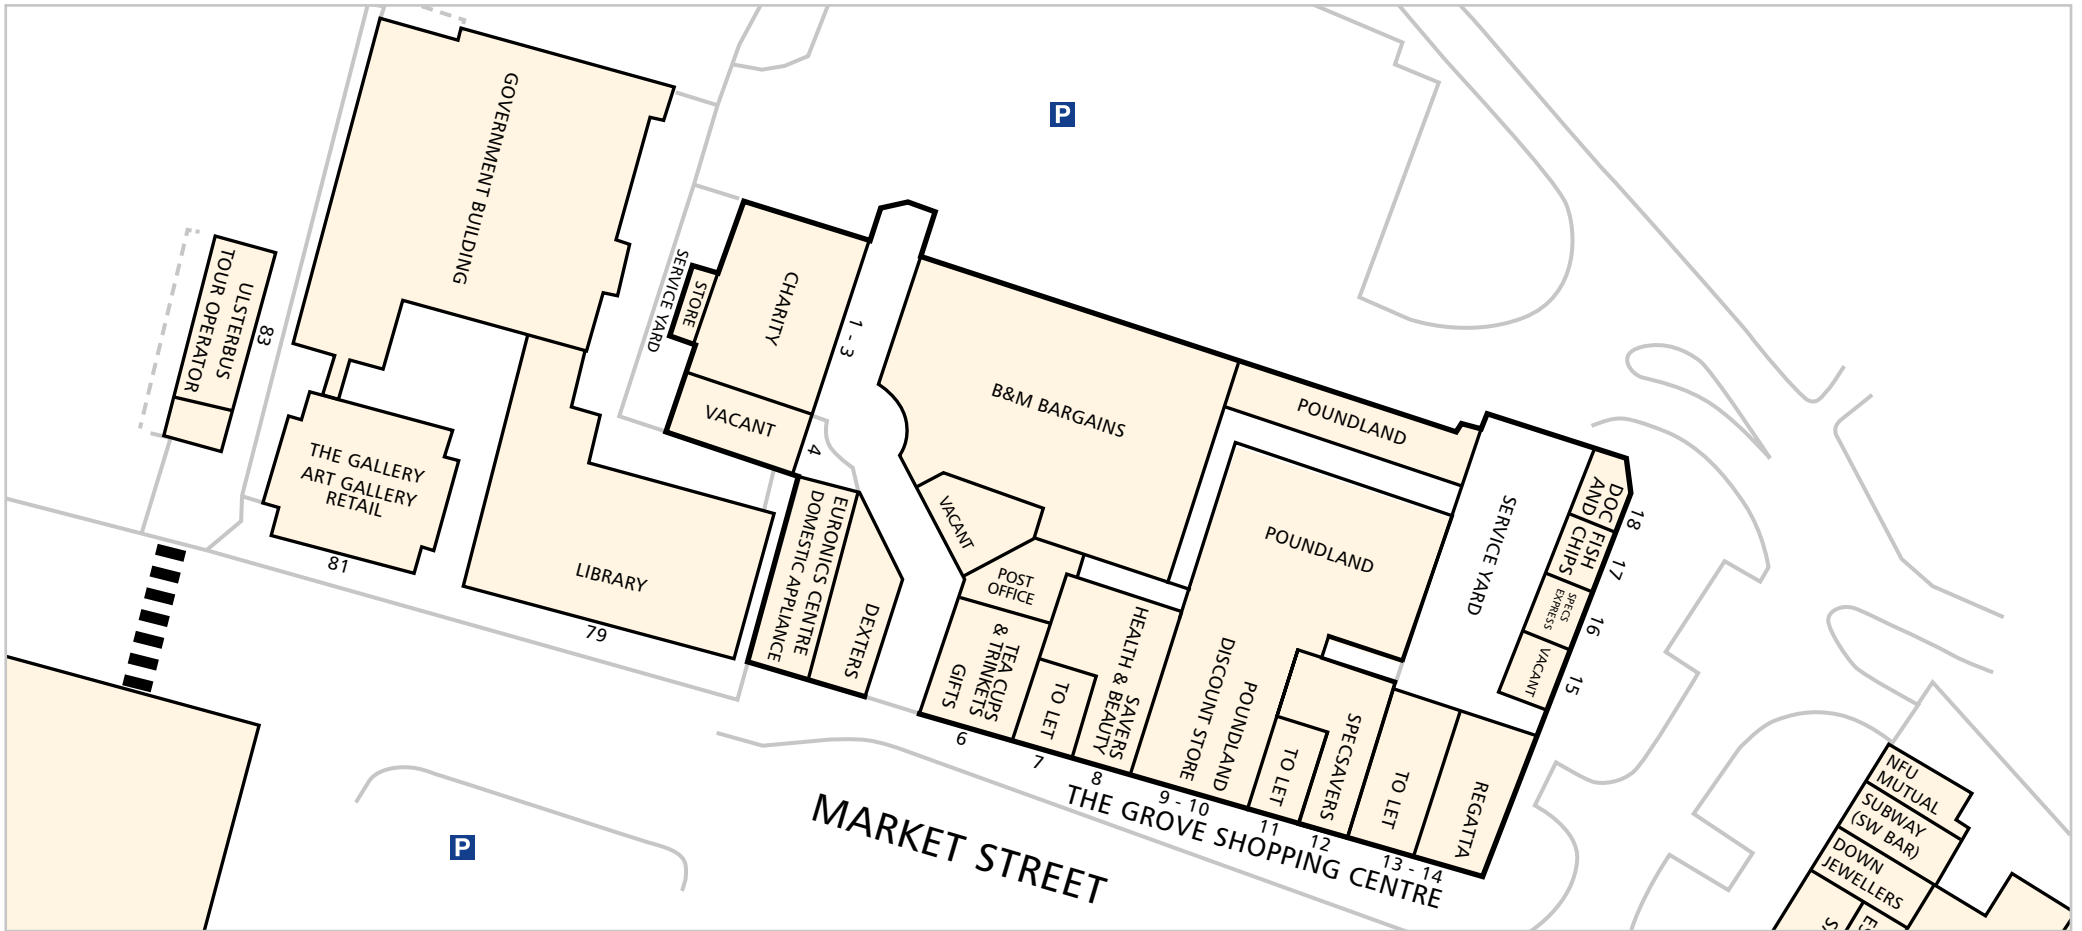 GOVERNMENT BUILDING
P
ULSTERBUS
TOUR OPERATOR
83
THE GALLERY
ART GALLERY
RETAIL
81
LIBRARY
79
SERVICE YARD
STORE
CHARITY
1 - 3
VACANT
4
EURONICS CENTRE
DOMESTIC APPLIANCE
DEXTERS
B&M BARGAINS
VACANT
POST
OFFICE
TEA CUPS
& TRINKETS
GIFTS
6
TO LET
7
SAVERS
HEALTH & BEAUTY
8
POUNDLAND
POUNDLAND
POUNDLAND
DISCOUNT STORE
9 - 10
TO LET
11
SPECSAVERS
12
TO LET
13 - 14
REGATTA
SERVICE YARD
DOC
AND
18
FISH
CHIPS
17
SPECS
EXPRESS
16
VACANT
15
THE GROVE SHOPPING CENTRE
MARKET STREET
P
NFU
MUTUAL
SUBWAY
(SW BAR)
DOWN
JEWELLERS